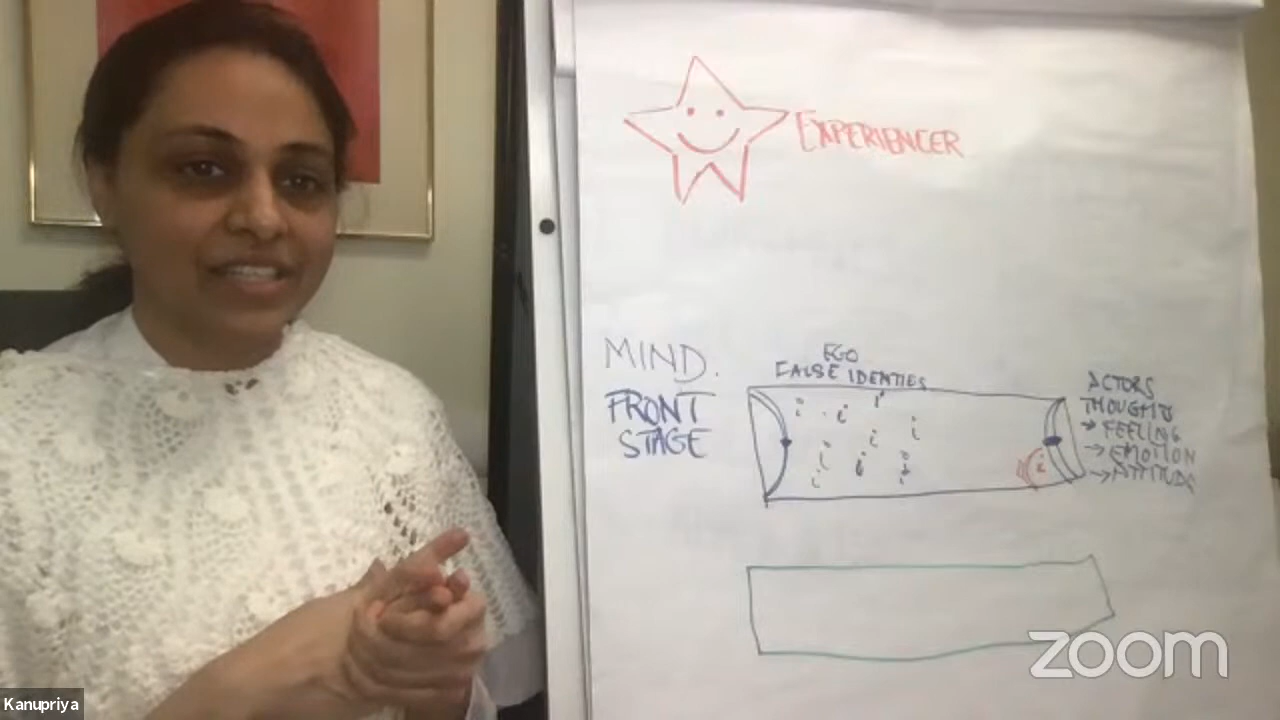 EXPERIENCER
MIND.
FRONT
STAGE
EGO
FALSE IDENTIES
ACTORS
THOUGHTS
→ FEELING
→ EMOTION
→ ATTITUDE
i i i i i i i i i i i
i
zoom
Kanupriya